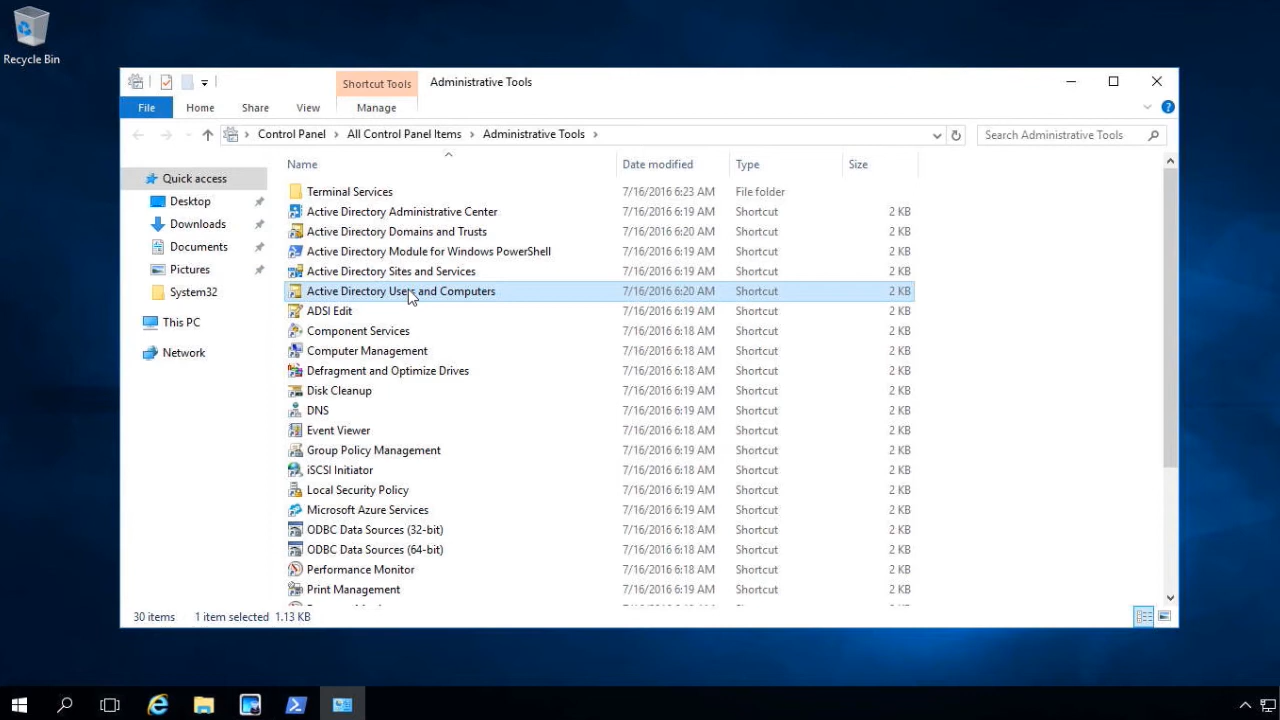 Recycle Bin
Shortcut Tools
Administrative Tools
File
Home
Share
View
Manage
Control Panel
All Control Panel Items
Administrative Tools
Search Administrative Tools
Name
Date modified
Type
Size
Quick access
Desktop
Downloads
Documents
Pictures
System32
This PC
Network
Terminal Services 7/16/2016 6:23 AM File folder
Active Directory Administrative Center 7/16/2016 6:19 AM Shortcut 2 KB
Active Directory Domains and Trusts 7/16/2016 6:20 AM Shortcut 2 KB
Active Directory Module for Windows PowerShell 7/16/2016 6:19 AM Shortcut 2 KB
Active Directory Sites and Services 7/16/2016 6:19 AM Shortcut 2 KB
Active Directory Users and Computers 7/16/2016 6:20 AM Shortcut 2 KB
ADSI Edit 7/16/2016 6:19 AM Shortcut 2 KB
Component Services 7/16/2016 6:18 AM Shortcut 2 KB
Computer Management 7/16/2016 6:18 AM Shortcut 2 KB
Defragment and Optimize Drives 7/16/2016 6:18 AM Shortcut 2 KB
Disk Cleanup 7/16/2016 6:19 AM Shortcut 2 KB
DNS 7/16/2016 6:19 AM Shortcut 2 KB
Event Viewer 7/16/2016 6:18 AM Shortcut 2 KB
Group Policy Management 7/16/2016 6:19 AM Shortcut 2 KB
iSCSI Initiator 7/16/2016 6:18 AM Shortcut 2 KB
Local Security Policy 7/16/2016 6:19 AM Shortcut 2 KB
Microsoft Azure Services 7/16/2016 6:19 AM Shortcut 2 KB
ODBC Data Sources (32-bit) 7/16/2016 6:18 AM Shortcut 2 KB
ODBC Data Sources (64-bit) 7/16/2016 6:18 AM Shortcut 2 KB
Performance Monitor 7/16/2016 6:18 AM Shortcut 2 KB
Print Management 7/16/2016 6:19 AM Shortcut 2 KB
30 items 1 item selected 1.13 KB